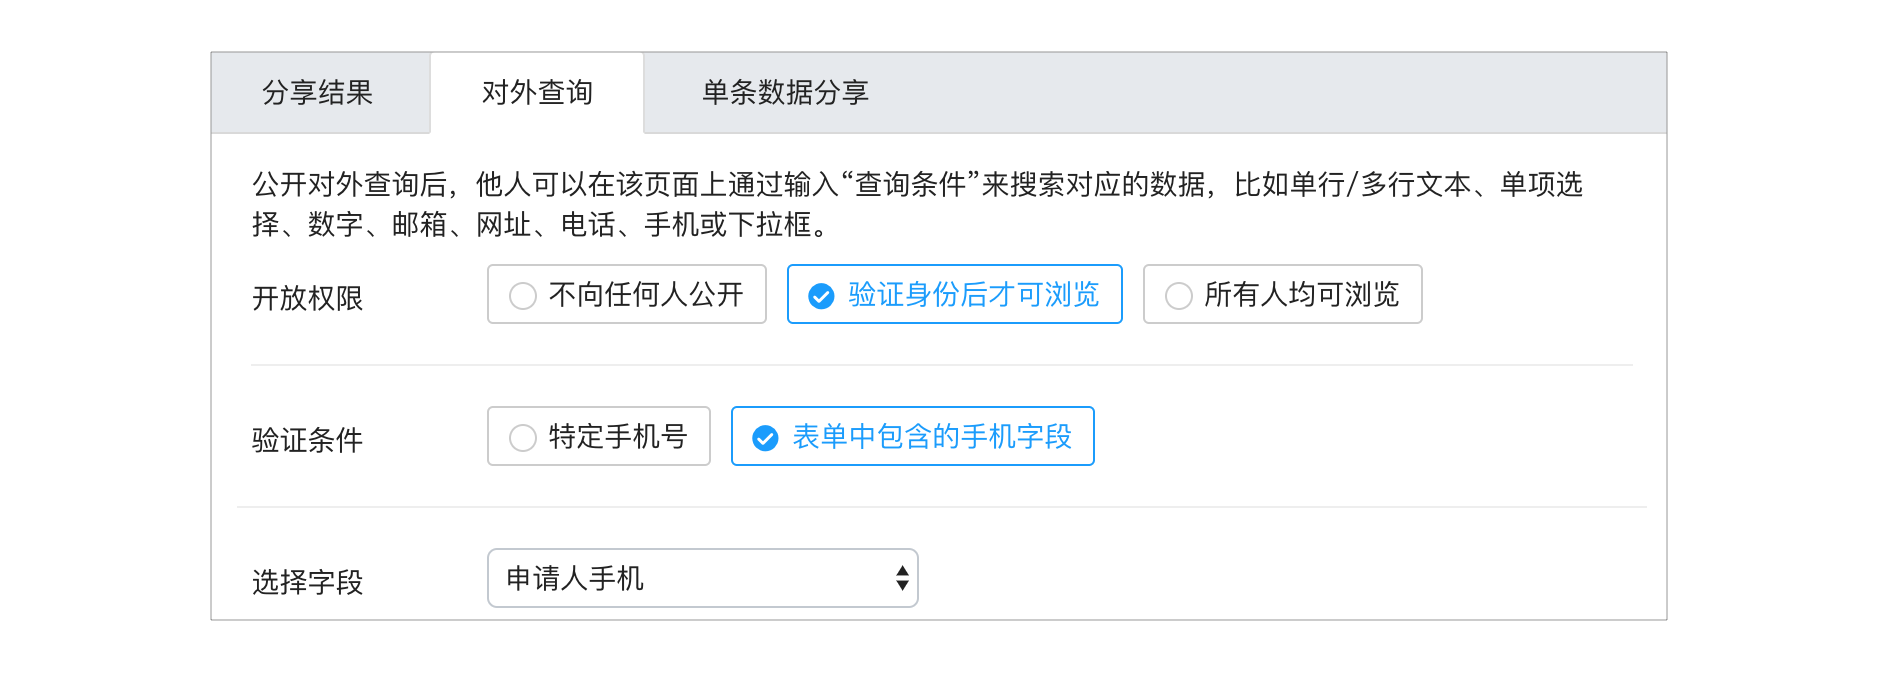 分享结果 对外查询 单条数据分享
公开对外查询后，他人可以在该页面上通过输入“查询条件”来搜索对应的数据，比如单行/多行文本、单项选
择、数字、邮箱、网址、电话、手机或下拉框。
开放权限 不向任何人公开 验证身份后才可浏览 所有人均可浏览
验证条件 特定手机号 表单中包含的手机字段
选择字段 申请人手机